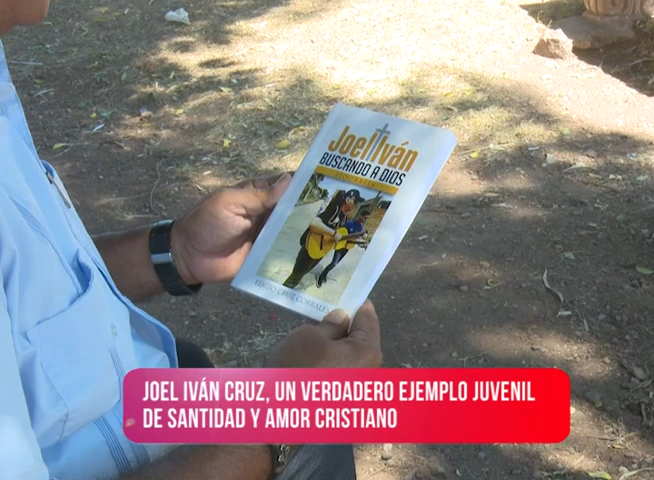 Joel Iván
BUSCANDO A DIOS
JOEL IVÁN CRUZ, UN VERDADERO EJEMPLO JUVENIL
DE SANTIDAD Y AMOR CRISTIANO